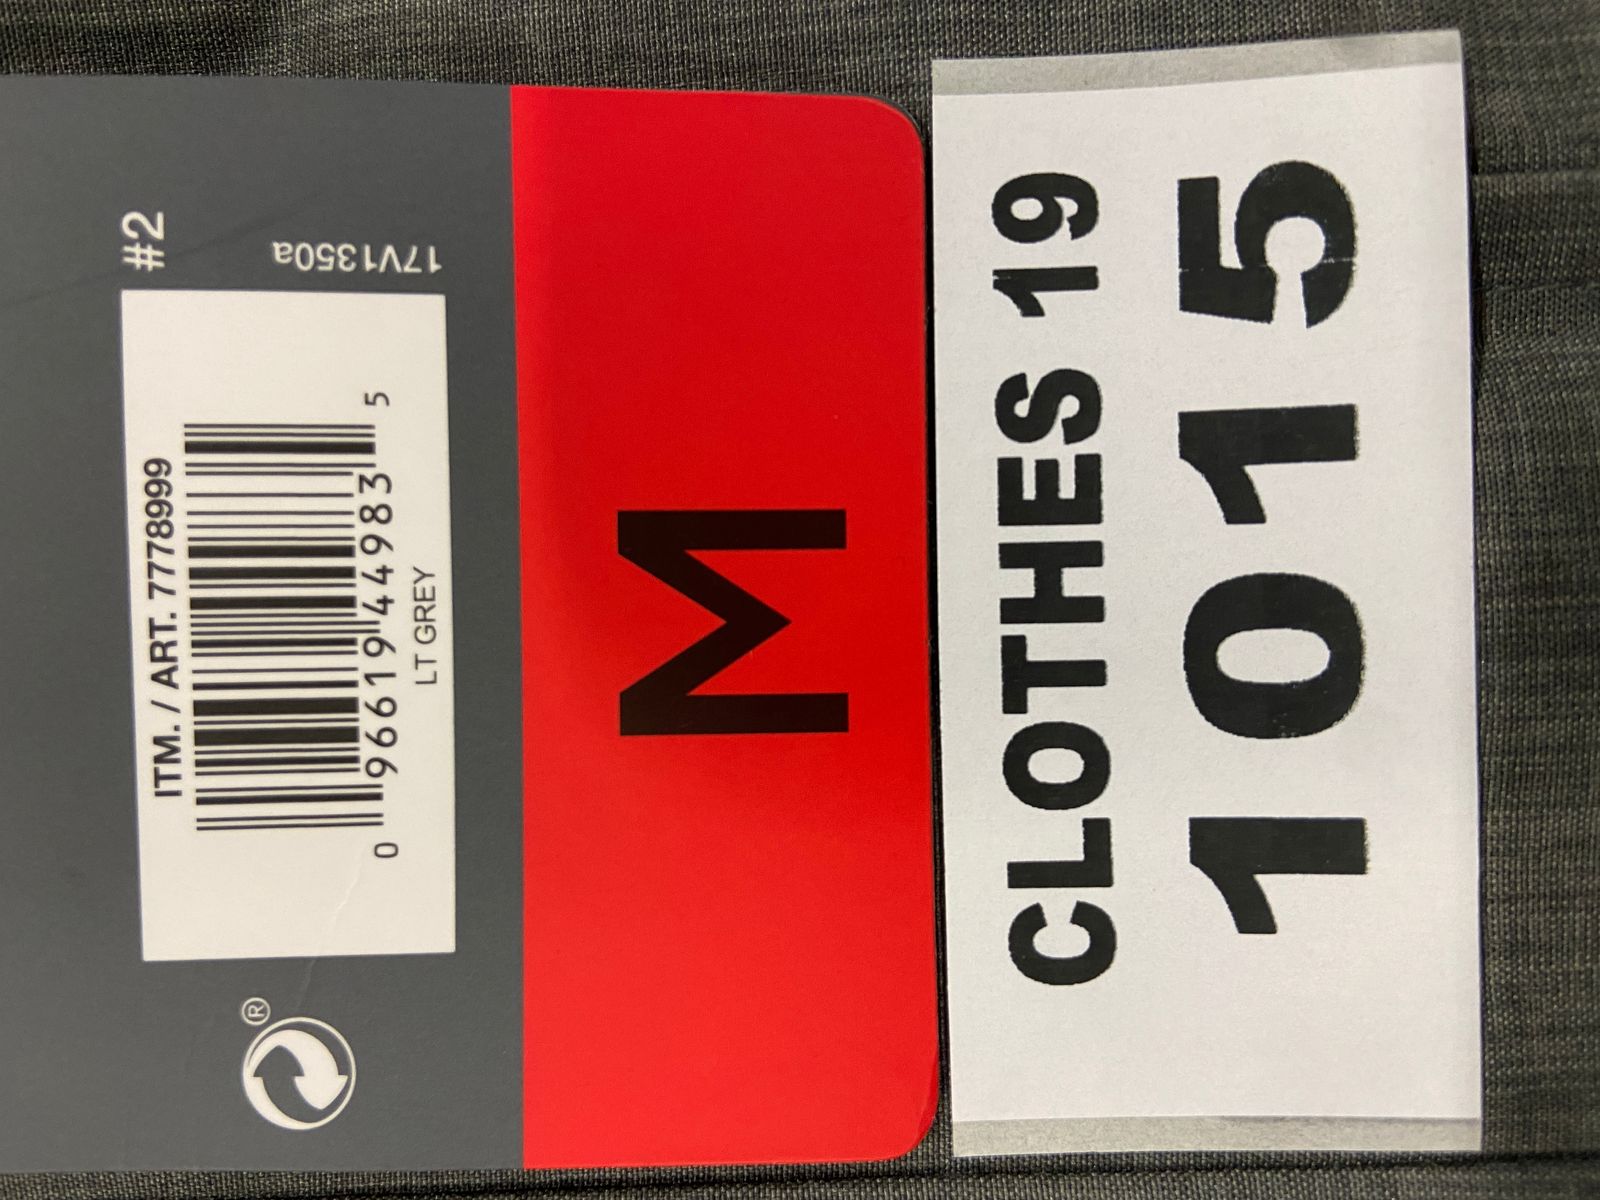 #2
17V1350a
ITM. / ART. 7778999
0 96619 44983 5
LT GREY
®
M
CLOTHES 19
1015